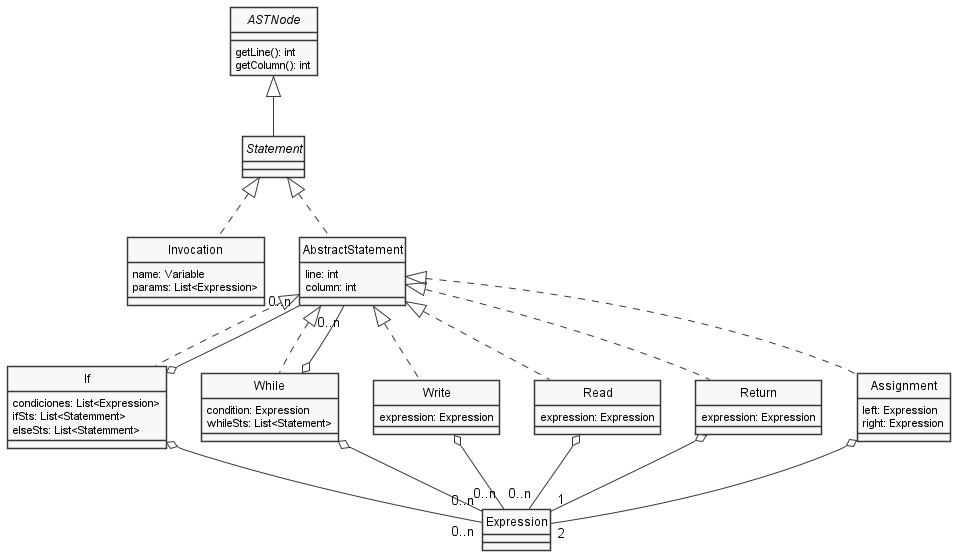 ASTNode
getLine(): int
getColumn(): int
Statement
Invocation
name: Variable
params: List<Expression>
AbstractStatement
line: int
column: int
0..n
0..n
If
condiciones: List<Expression>
ifSts: List<Statemment>
elseSts: List<Statemment>
While
condition: Expression
whileSts: List<Statement>
Write
expression: Expression
Read
expression: Expression
Return
expression: Expression
Assignment
left: Expression
right: Expression
0..n
0..n
0..n
1
0..n
2
Expression